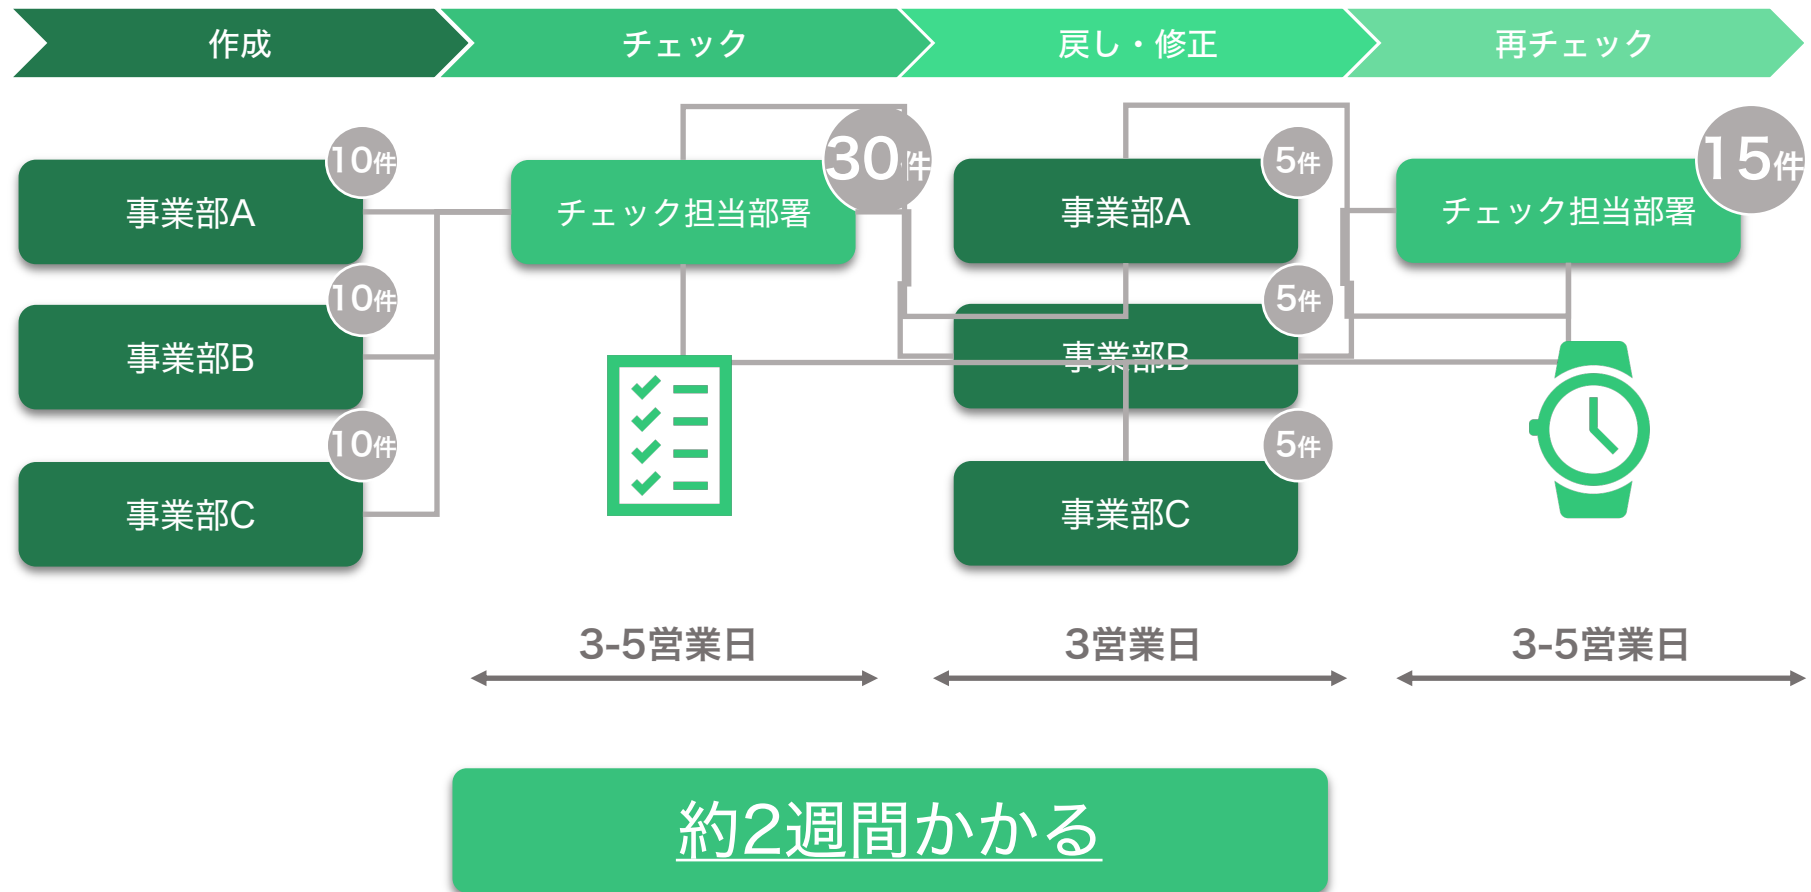 作成
チェック
戻し・修正
再チェック
10件
事業部A
10件
事業部B
10件
事業部C
30件
チェック担当部署
5件
事業部A
5件
事業部B
5件
事業部C
15件
チェック担当部署
3-5営業日
3営業日
3-5営業日
約2週間かかる